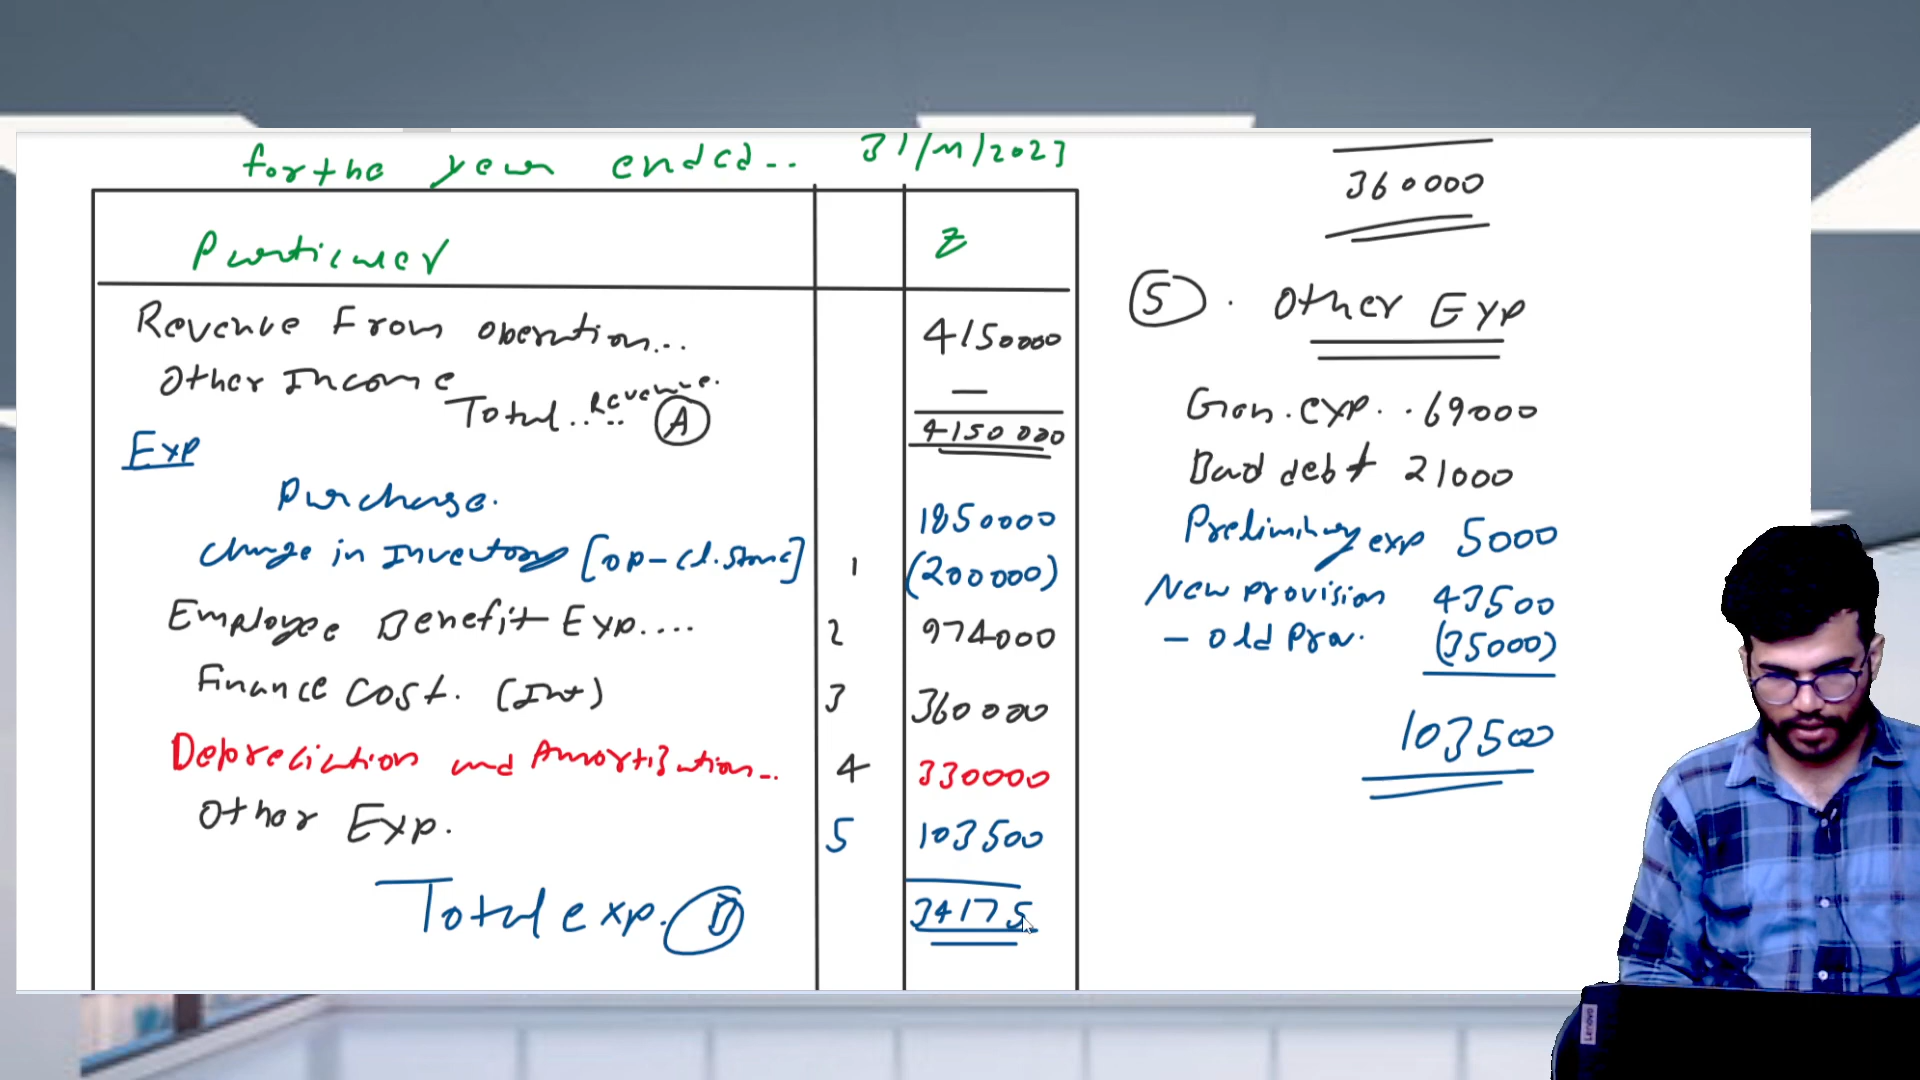 for the year ended.. 31/m/2023
Particular ₹
Revenue From operation... 4150000
Other Income —
Total..... Revenue. A 4150000
Exp
Purchase. 1850000
Change in Inventory [op-cl.stock] 1 (200000)
Employee Benefit Exp.... 2 974000
Finance cost. (Int) 3 360000
Depreciation and Amortization... 4 330000
Other Exp. 5 103500
Total exp. B 34175
360000
5. Other Exp
Gen. exp... 69000
Bad debt 21000
Preliminary exp 5000
New provision 43500
- old Prov. (35000)
103500
Lenovo